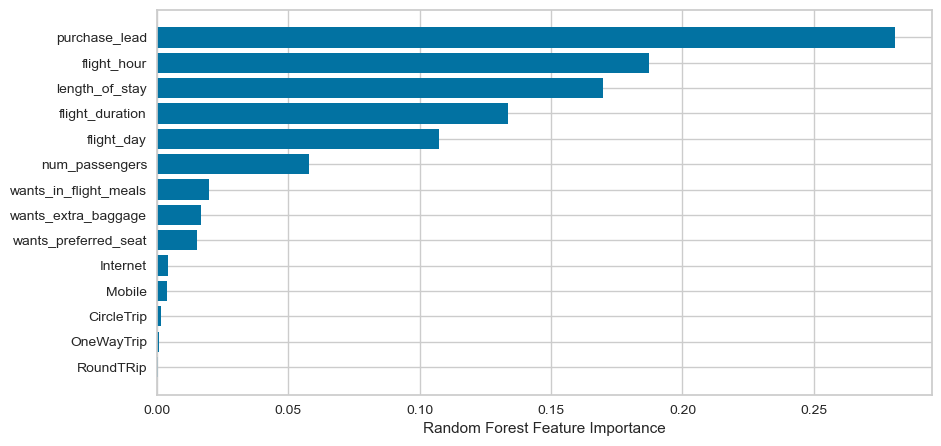 purchase_lead
flight_hour
length_of_stay
flight_duration
flight_day
num_passengers
wants_in_flight_meals
wants_extra_baggage
wants_preferred_seat
Internet
Mobile
CircleTrip
OneWayTrip
RoundTRip
0.00 0.05 0.10 0.15 0.20 0.25
Random Forest Feature Importance